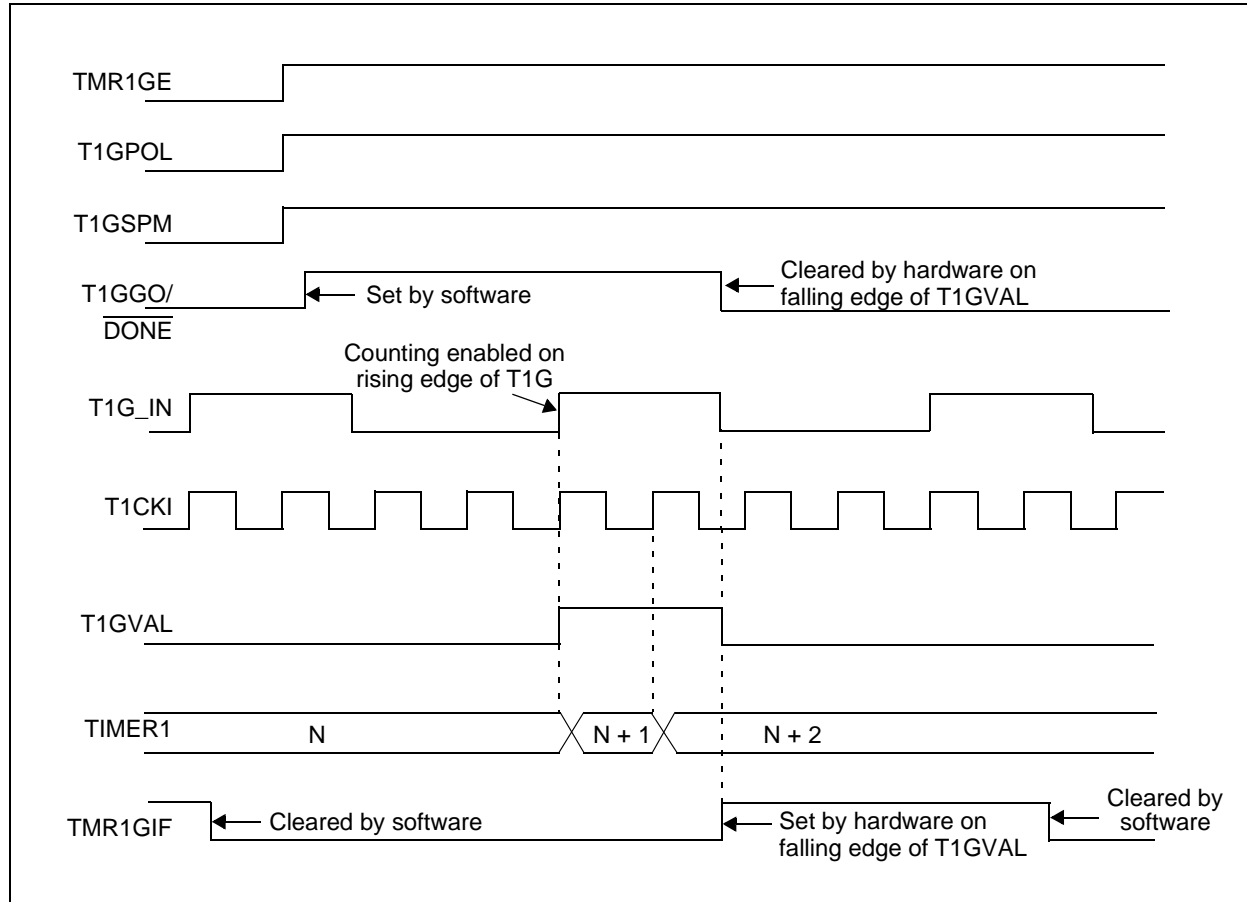 TMR1GE
T1GPOL
T1GSPM
T1GGO/
DONE
Set by software
Cleared by hardware on
falling edge of T1GVAL
Counting enabled on
rising edge of T1G
T1G_IN
T1CKI
T1GVAL
TIMER1
N
N + 1
N + 2
TMR1GIF
Cleared by software
Set by hardware on
falling edge of T1GVAL
Cleared by
software